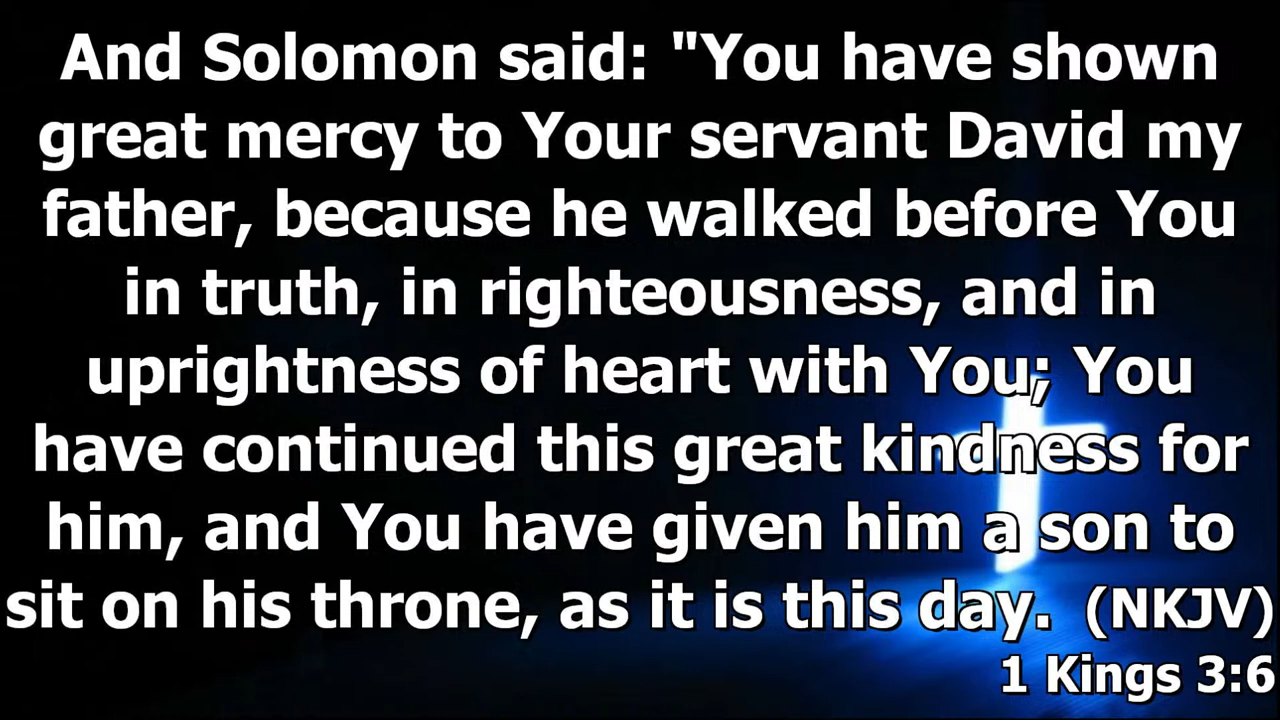 And Solomon said: "You have shown
great mercy to Your servant David my
father, because he walked before You
in truth, in righteousness, and in
uprightness of heart with You; You
have continued this great kindness for
him, and You have given him a son to
sit on his throne, as it is this day. (NKJV)
1 Kings 3:6